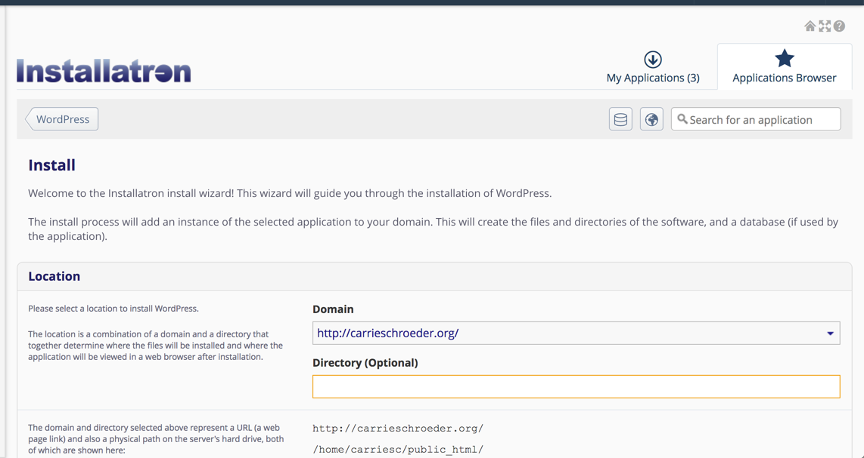 Installatron
My Applications (3)
Applications Browser
WordPress
Search for an application
Install
Welcome to the Installatron install wizard! This wizard will guide you through the installation of WordPress.
The install process will add an instance of the selected application to your domain. This will create the files and directories of the software, and a database (if used by
the application).
Location
Please select a location to install WordPress.
The location is a combination of a domain and a directory that
together determine where the files will be installed and where the
application will be viewed in a web browser after installation.
Domain
http://carrieschroeder.org/
Directory (Optional)
The domain and directory selected above represent a URL (a web
page link) and also a physical path on the server's hard drive, both
of which are shown here:
http://carrieschroeder.org/
/home/carriesc/public_html/